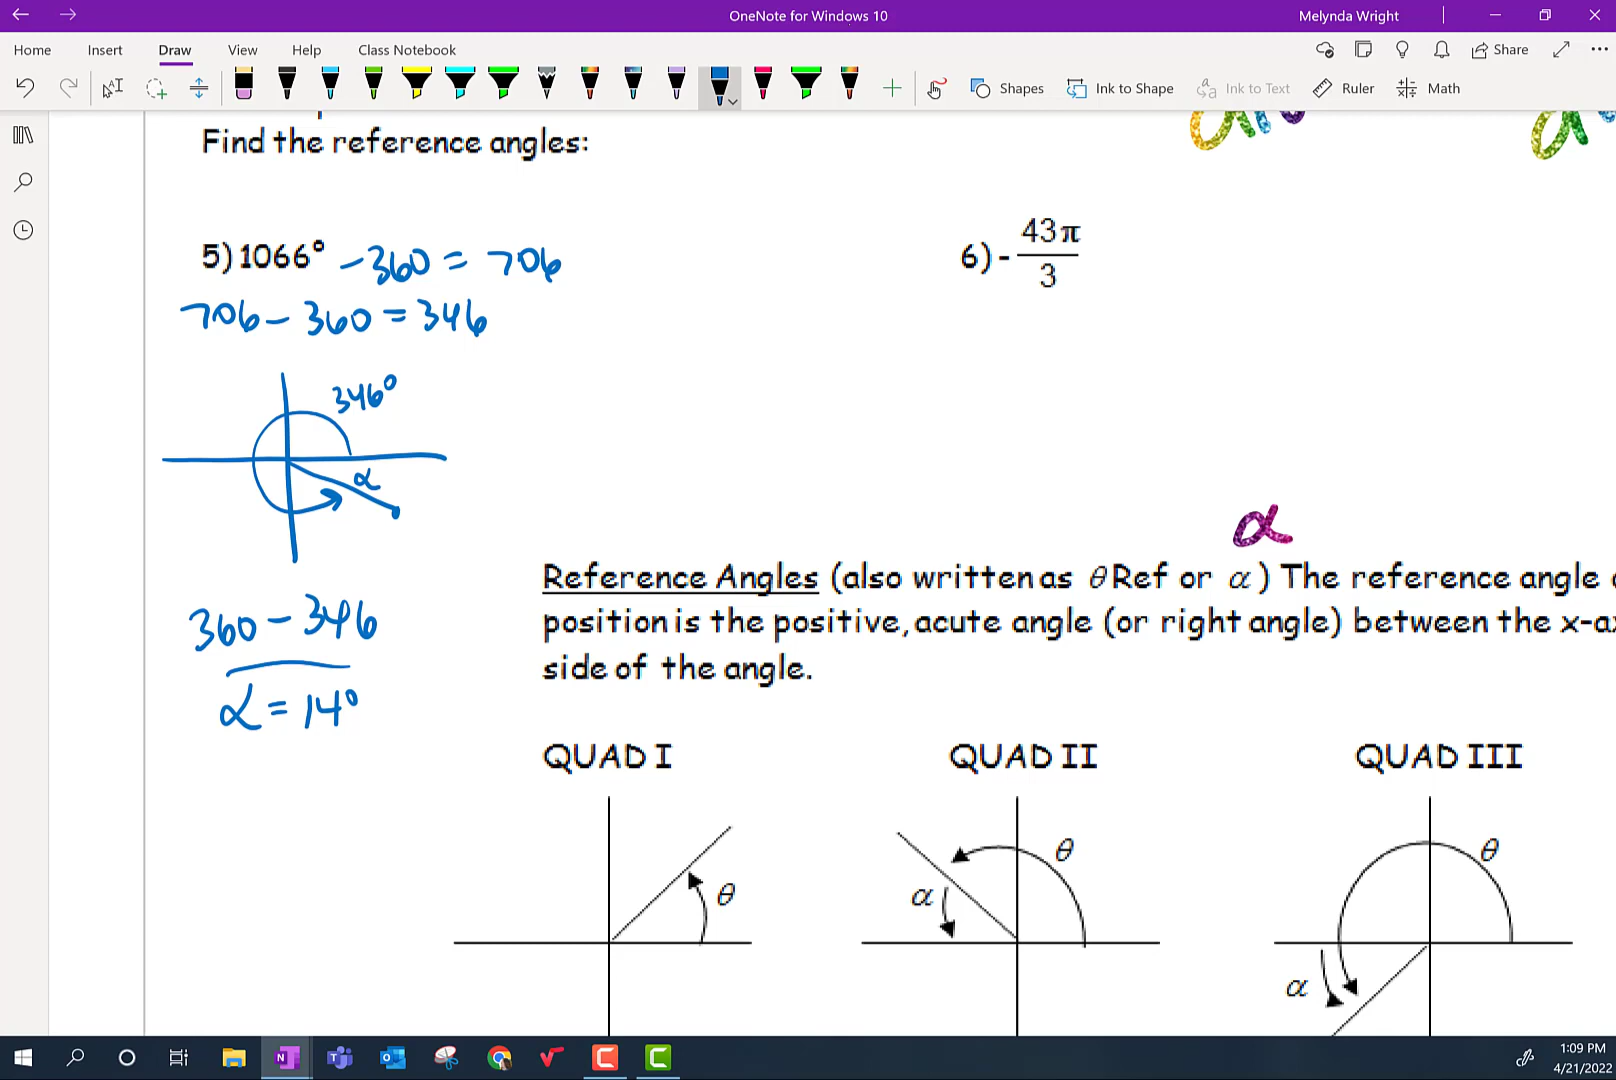 OneNote for Windows 10
Melynda Wright
Home Insert Draw View Help Class Notebook
Share
Shapes Ink to Shape Ink to Text Ruler Math
Find the reference angles:
5) 1066° - 360 = 706
706 - 360 = 346
346°
α
360 - 346
α = 14°
6) - 43π/3
α
Reference Angles (also written as θ Ref or α) The reference angle
position is the positive, acute angle (or right angle) between the x-a
side of the angle.
QUAD I QUAD II QUAD III
θ α θ α θ
1:09 PM
4/21/2022